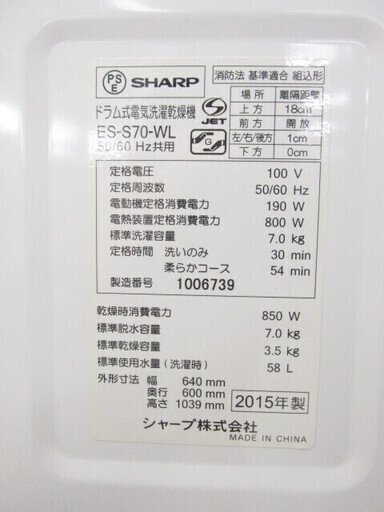 PSE SHARP
ドラム式電気洗濯乾燥機
ES-S70-WL
50/60 Hz共用
S JET
G
消防法 基準適合 組込形
場所 離隔距離
上方 18cm
前方 開放
左/右/後方 1cm
下方 0cm
定格電圧 100 V
定格周波数 50/60 Hz
電動機定格消費電力 190 W
電熱装置定格消費電力 800 W
標準洗濯容量 7.0 kg
定格時間 洗いのみ 30 min
柔らかコース 54 min
製造番号 1006739
乾燥時消費電力 850 W
標準脱水容量 7.0 kg
標準乾燥容量 3.5 kg
標準使用水量(洗濯時) 58 L
外形寸法 幅 640 mm
奥行 600 mm
高さ 1039 mm
2015年製
シャープ株式会社
MADE IN CHINA